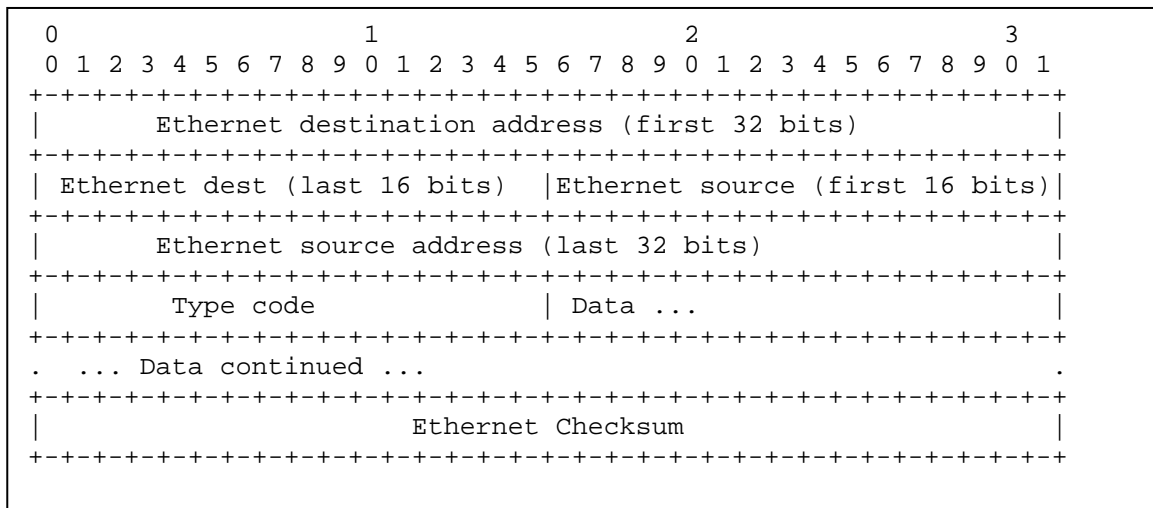 0                   1                   2                   3
0 1 2 3 4 5 6 7 8 9 0 1 2 3 4 5 6 7 8 9 0 1 2 3 4 5 6 7 8 9 0 1
+-+-+-+-+-+-+-+-+-+-+-+-+-+-+-+-+-+-+-+-+-+-+-+-+-+-+-+-+-+-+-+-+
|       Ethernet destination address (first 32 bits)            |
+-+-+-+-+-+-+-+-+-+-+-+-+-+-+-+-+-+-+-+-+-+-+-+-+-+-+-+-+-+-+-+-+
| Ethernet dest (last 16 bits)  |Ethernet source (first 16 bits)|
+-+-+-+-+-+-+-+-+-+-+-+-+-+-+-+-+-+-+-+-+-+-+-+-+-+-+-+-+-+-+-+-+
|       Ethernet source address (last 32 bits)                  |
+-+-+-+-+-+-+-+-+-+-+-+-+-+-+-+-+-+-+-+-+-+-+-+-+-+-+-+-+-+-+-+-+
|        Type code              | Data ...                      |
+-+-+-+-+-+-+-+-+-+-+-+-+-+-+-+-+-+-+-+-+-+-+-+-+-+-+-+-+-+-+-+-+
.  ... Data continued ...                                       .
+-+-+-+-+-+-+-+-+-+-+-+-+-+-+-+-+-+-+-+-+-+-+-+-+-+-+-+-+-+-+-+-+
|                       Ethernet Checksum                       |
+-+-+-+-+-+-+-+-+-+-+-+-+-+-+-+-+-+-+-+-+-+-+-+-+-+-+-+-+-+-+-+-+